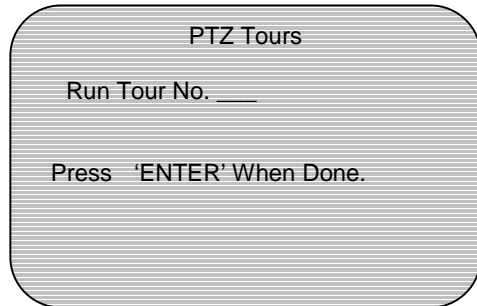 PTZ Tours
Run Tour No. ___
Press ‘ENTER’ When Done.